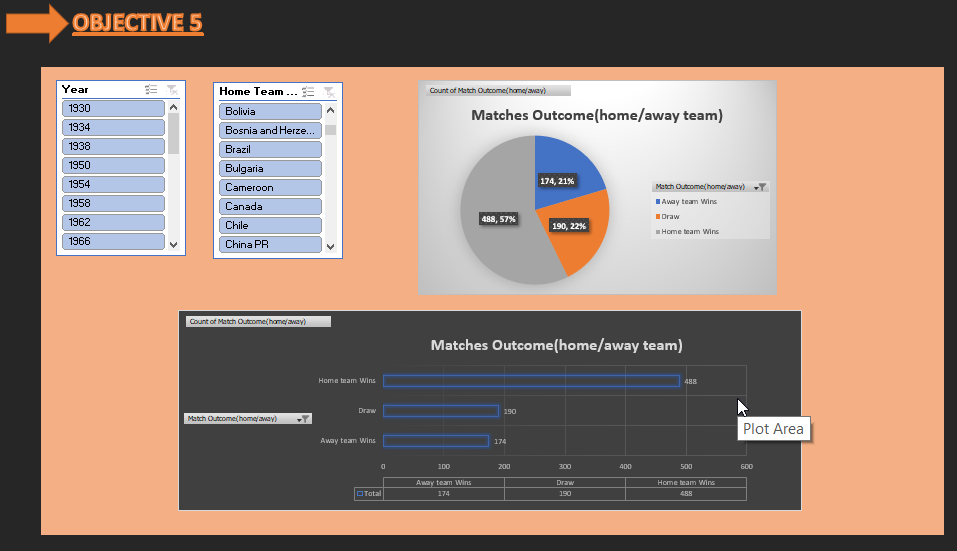 OBJECTIVE 5
Year
1930
1934
1938
1950
1954
1958
1962
1966
Home Team ...
Bolivia
Bosnia and Herze...
Brazil
Bulgaria
Cameroon
Canada
Chile
China PR
Count of Match Outcome(home/away)
Matches Outcome(home/away team)
174, 21%
190, 22%
488, 57%
Match Outcome(home/away)
Away team Wins
Draw
Home team Wins
Count of Match Outcome(home/away)
Matches Outcome(home/away team)
Home team Wins 488
Draw 190
Away team Wins 174
Match Outcome(home/away)
0 100 200 300 400 500 600
Away team Wins Draw Home team Wins
Total 174 190 488
Plot Area